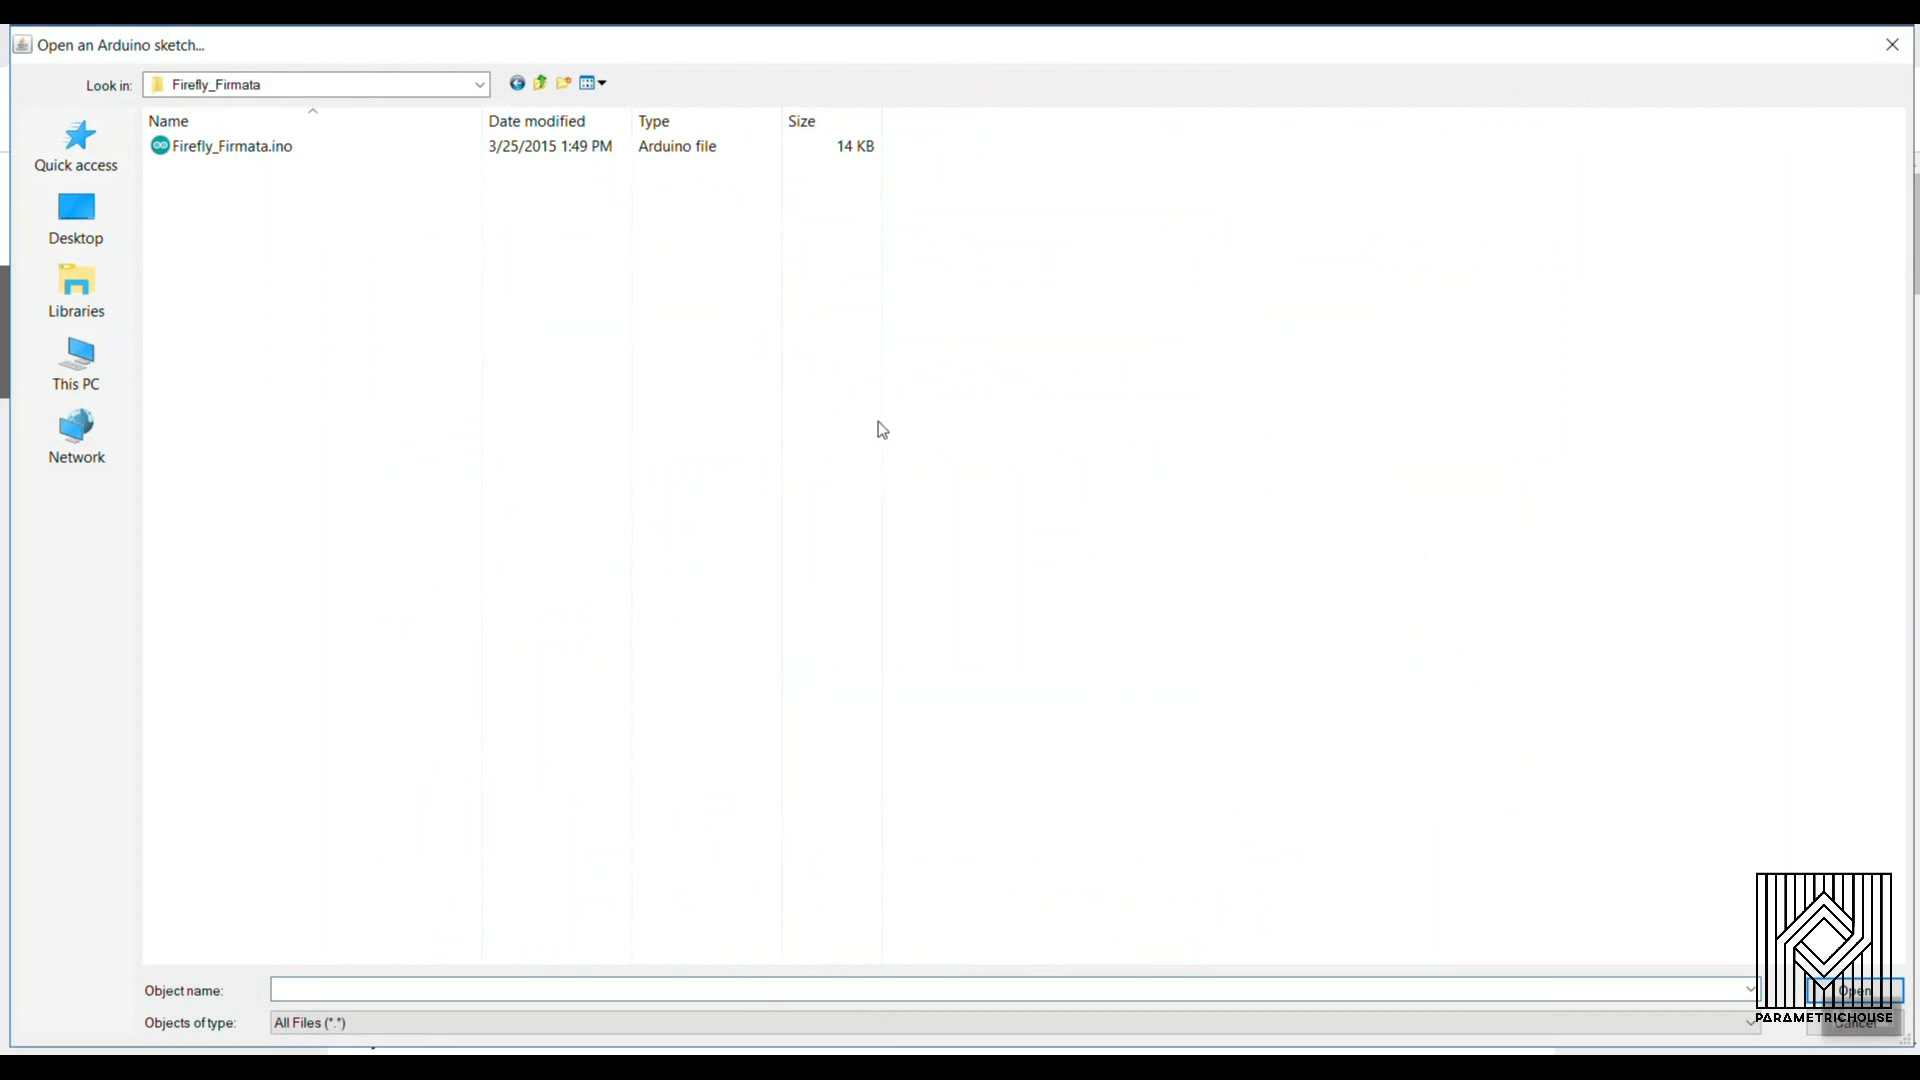 Open an Arduino sketch...
Look in: Firefly_Firmata
Name Date modified Type Size
Firefly_Firmata.ino 3/25/2015 1:49 PM Arduino file 14 KB
Quick access
Desktop
Libraries
This PC
Network
Object name: Open
Objects of type: All Files (*.*) Cancel
PARAMETRICHOUSE